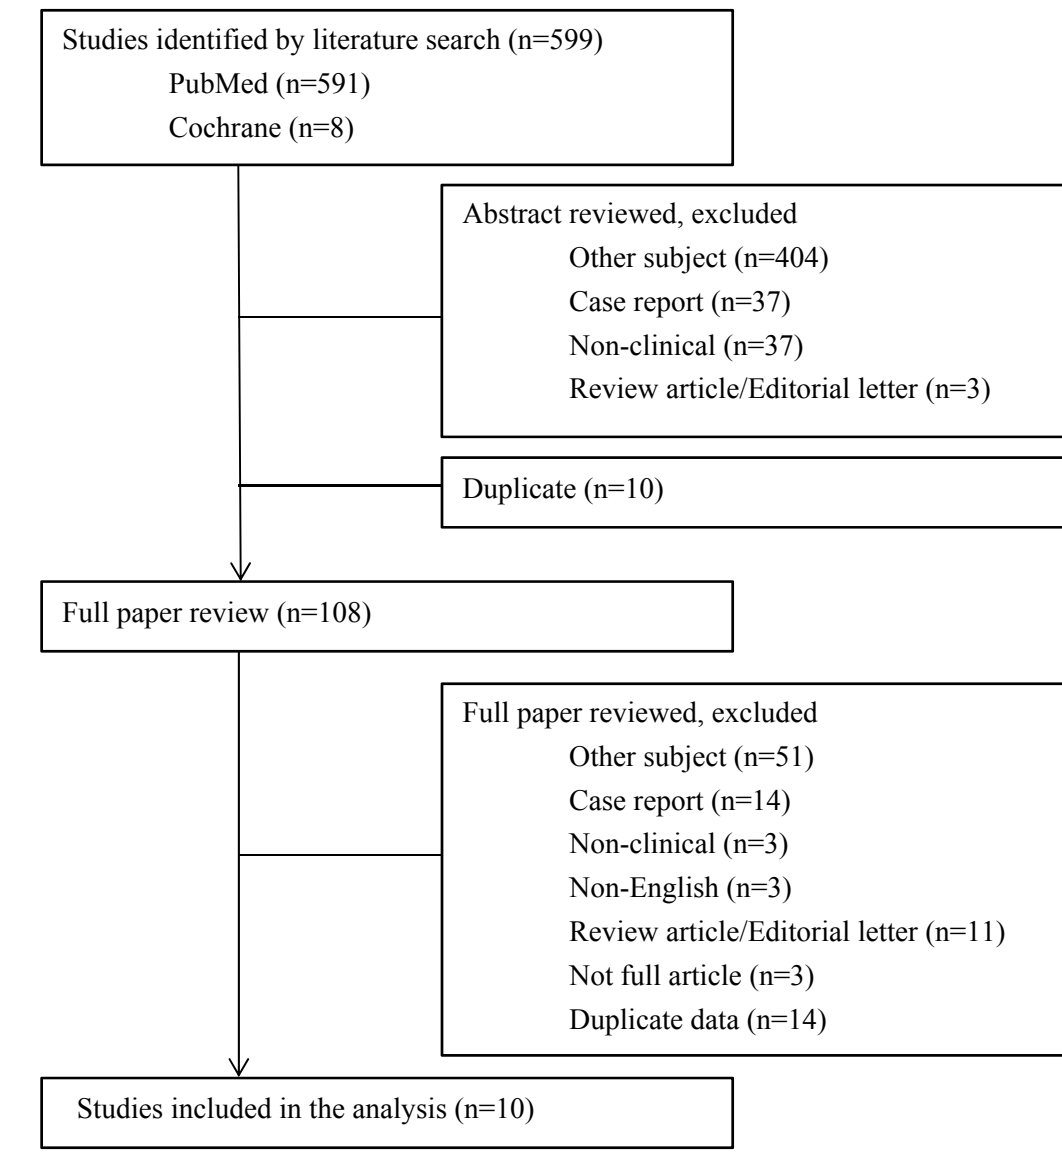 Studies identified by literature search (n=599)
PubMed (n=591)
Cochrane (n=8)
Abstract reviewed, excluded
Other subject (n=404)
Case report (n=37)
Non-clinical (n=37)
Review article/Editorial letter (n=3)
Duplicate (n=10)
Full paper review (n=108)
Full paper reviewed, excluded
Other subject (n=51)
Case report (n=14)
Non-clinical (n=3)
Non-English (n=3)
Review article/Editorial letter (n=11)
Not full article (n=3)
Duplicate data (n=14)
Studies included in the analysis (n=10)